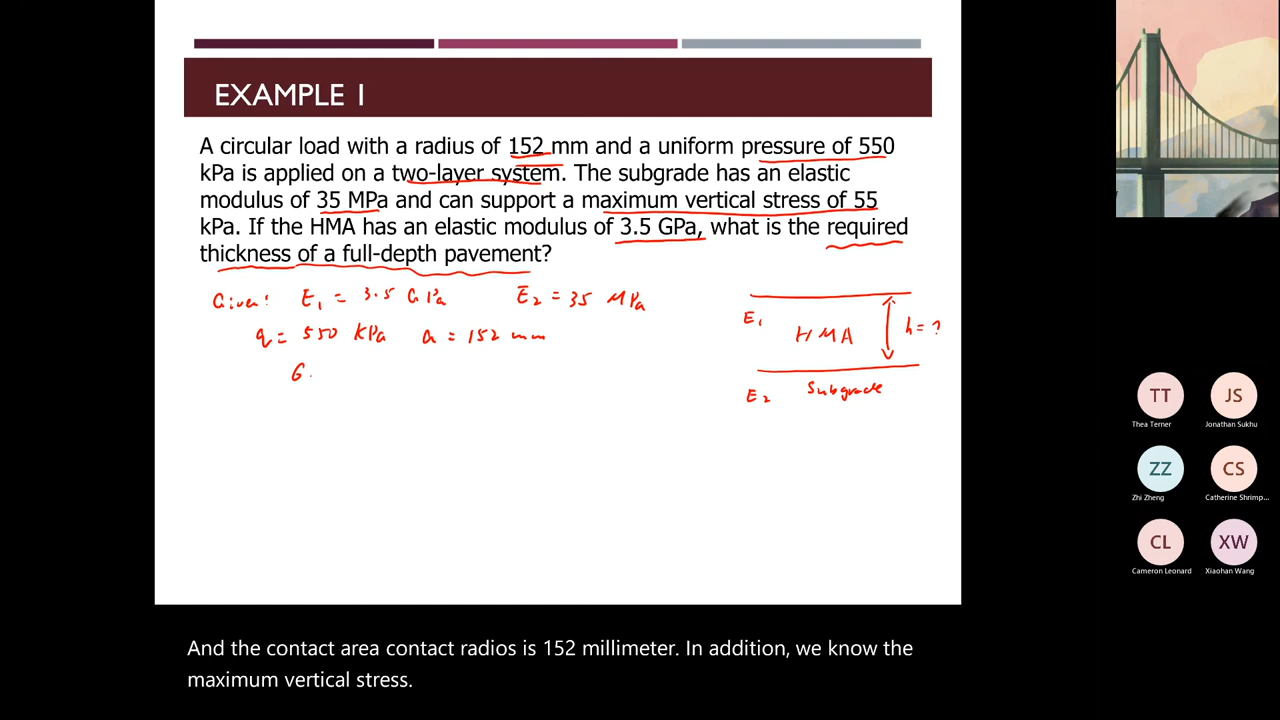 EXAMPLE 1
A circular load with a radius of 152 mm and a uniform pressure of 550
kPa is applied on a two-layer system. The subgrade has an elastic
modulus of 35 MPa and can support a maximum vertical stress of 55
kPa. If the HMA has an elastic modulus of 3.5 GPa, what is the required
thickness of a full-depth pavement?
Given: E₁ = 3.5 GPa E₂ = 35 MPa
q = 550 kPa a = 152 mm
6
E₁ HMA h = ?
E₂ Subgrade
TT JS
Thea Terner Jonathan Sukhu
ZZ CS
Zhi Zheng Catherine Shrimp...
CL XW
Cameron Leonard Xiaohan Wang
And the contact area contact radios is 152 millimeter. In addition, we know the
maximum vertical stress.